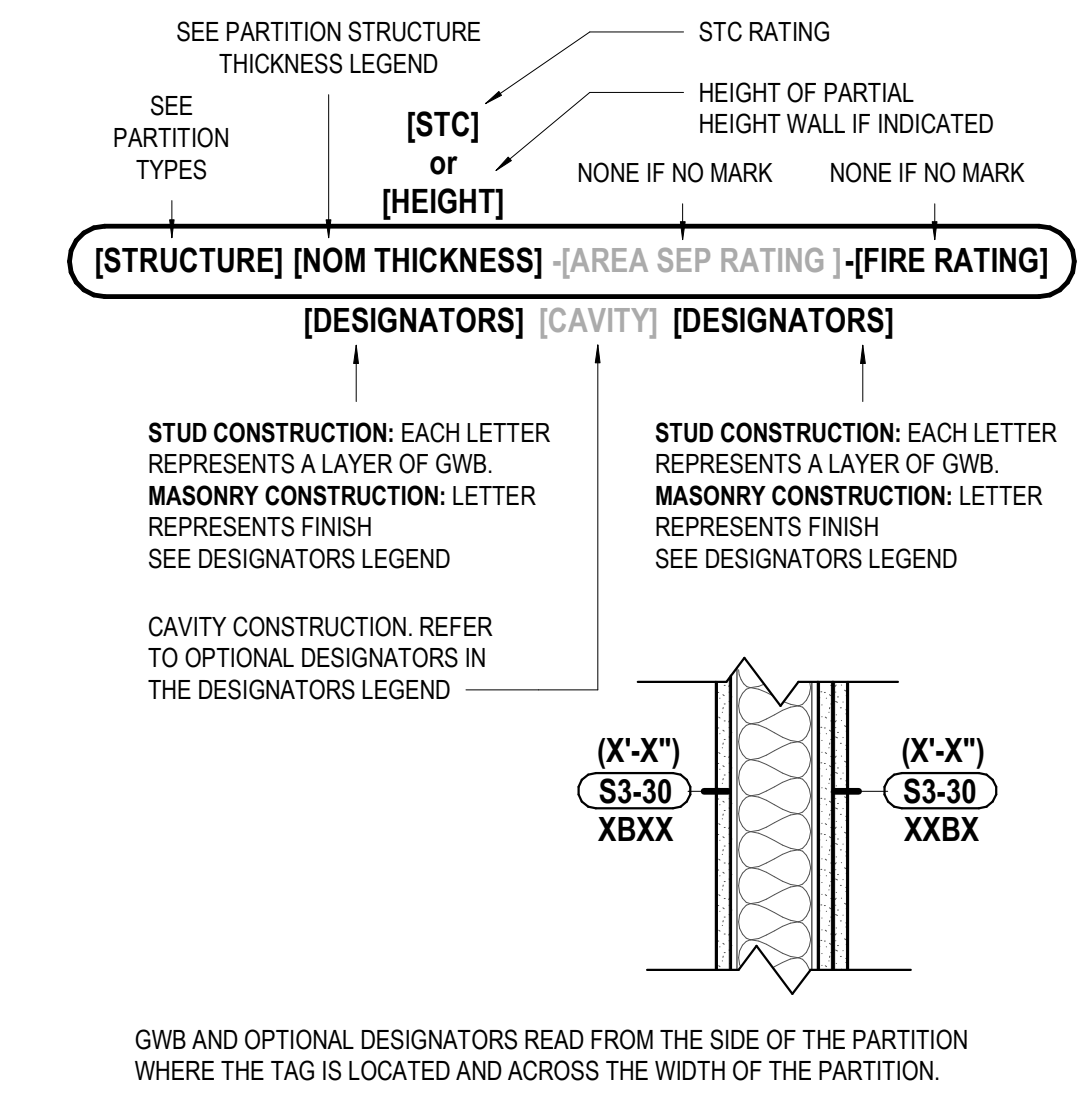 SEE PARTITION STRUCTURE
THICKNESS LEGEND
STC RATING
SEE
PARTITION
TYPES
[STC]
or
[HEIGHT]
HEIGHT OF PARTIAL
HEIGHT WALL IF INDICATED
NONE IF NO MARK
NONE IF NO MARK
[STRUCTURE] [NOM THICKNESS] -[AREA SEP RATING ]-[FIRE RATING]
[DESIGNATORS] [CAVITY] [DESIGNATORS]
STUD CONSTRUCTION: EACH LETTER
REPRESENTS A LAYER OF GWB.
MASONRY CONSTRUCTION: LETTER
REPRESENTS FINISH
SEE DESIGNATORS LEGEND
STUD CONSTRUCTION: EACH LETTER
REPRESENTS A LAYER OF GWB.
MASONRY CONSTRUCTION: LETTER
REPRESENTS FINISH
SEE DESIGNATORS LEGEND
CAVITY CONSTRUCTION. REFER
TO OPTIONAL DESIGNATORS IN
THE DESIGNATORS LEGEND
(X'-X")
S3-30
XBXX
(X'-X")
S3-30
XXBX
GWB AND OPTIONAL DESIGNATORS READ FROM THE SIDE OF THE PARTITION
WHERE THE TAG IS LOCATED AND ACROSS THE WIDTH OF THE PARTITION.